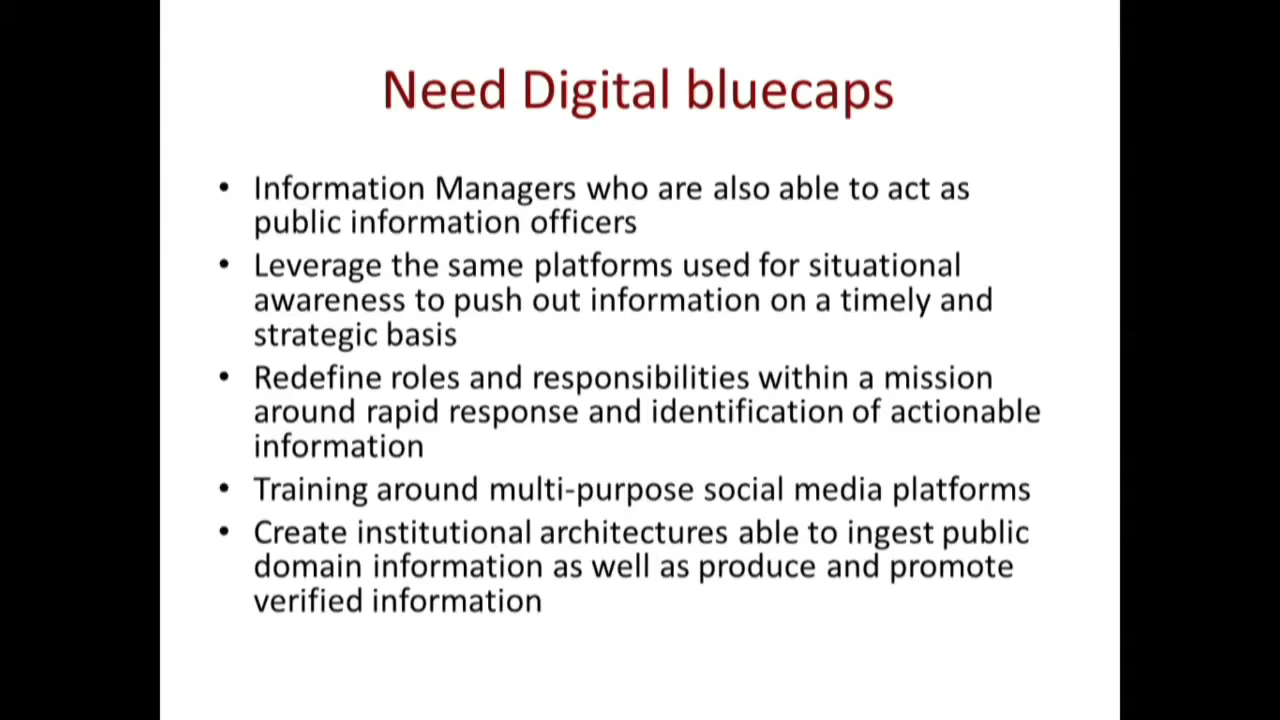 Need Digital bluecaps
• Information Managers who are also able to act as
public information officers
• Leverage the same platforms used for situational
awareness to push out information on a timely and
strategic basis
• Redefine roles and responsibilities within a mission
around rapid response and identification of actionable
information
• Training around multi-purpose social media platforms
• Create institutional architectures able to ingest public
domain information as well as produce and promote
verified information